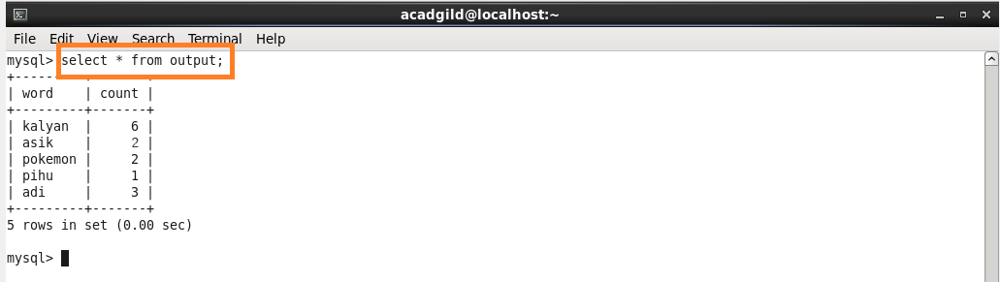 acadgild@localhost:~
File Edit View Search Terminal Help
mysql> select * from output;
+---------+-------+
| word    | count |
+---------+-------+
| kalyan  |     6 |
| asik    |     2 |
| pokemon |     2 |
| pihu    |     1 |
| adi     |     3 |
+---------+-------+
5 rows in set (0.00 sec)
mysql>